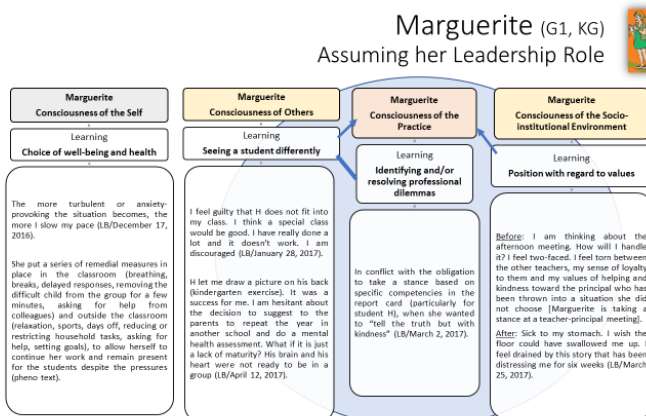 Marguerite (G1, KG)
Assuming her Leadership Role
Marguerite
Consciousness of the Self
Learning
Choice of well-being and health
The more turbulent or anxiety-
provoking the situation becomes, the
more I slow my pace (LB/December 17,
2016).
She put a series of remedial measures in
place in the classroom (breathing,
breaks, delayed responses, removing the
difficult child from the group for a few
minutes, asking for help from
colleagues) and outside the classroom
(relaxation, sports, days off, reducing or
restricting household tasks, asking for
help, setting goals), to allow herself to
continue her work and remain present
for the students despite the pressures
(pheno text).
Marguerite
Consciousness of Others
Learning
Seeing a student differently
I feel guilty that H does not fit into
my class. I think a special class
would be good. I have really done a
lot and it doesn't work. I am
discouraged (LB/January 28, 2017).
H let me draw a picture on his back
(kindergarten exercise). It was a
success for me. I am hesitant about
the decision to suggest to the
parents to repeat the year in
another school and do a mental
health assessment. What if it is just
a lack of maturity? His brain and his
heart were not ready to be in a
group (LB/April 12, 2017).
Marguerite
Consciousness of the
Practice
Learning
Identifying and/or
resolving professional
dilemmas
In conflict with the obligation
to take a stance based on
specific competencies in the
report card (particularly for
student H), when she wanted
to “tell the truth but with
kindness” (LB/March 2, 2017).
Marguerite
Consciouness of the Socio-
institutional Environment
Learning
Position with regard to values
Before: I am thinking about the
afternoon meeting. How will I handle
it? I feel two-faced. I feel torn between
the other teachers, my sense of loyalty
to them and my values of helping and
kindness toward the principal who has
been thrown into a situation she did
not choose [Marguerite is taking a
stance at a teacher-principal meeting].
After: Sick to my stomach. I wish the
floor could have swallowed me up. I
feel drained by this story that has been
distressing me for six weeks (LB/March
25, 2017).